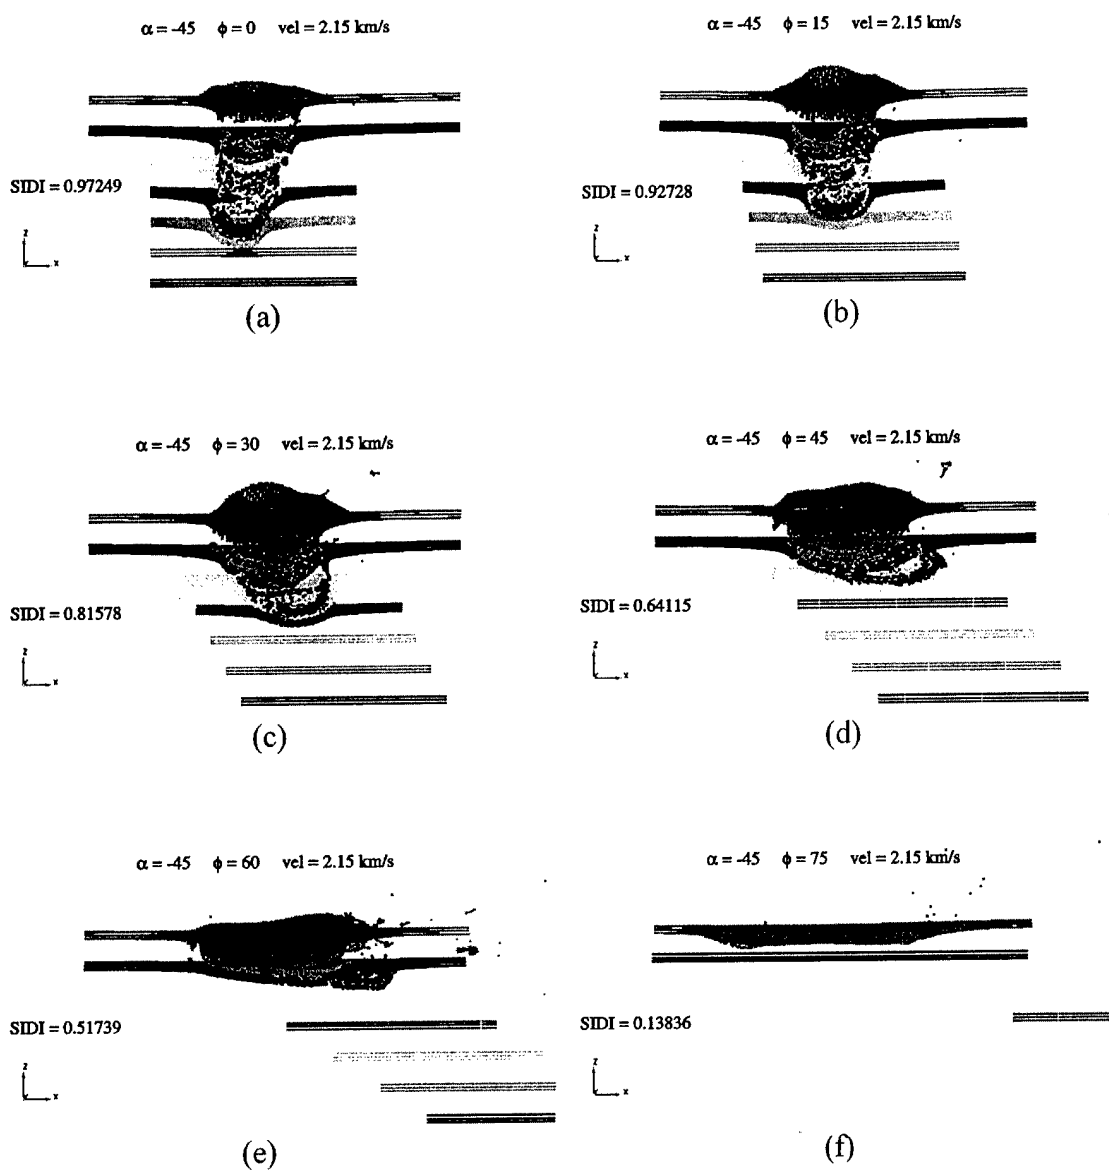 α = -45 ϕ = 0 vel = 2.15 km/s
SIDI = 0.97249
z
x
(a)
α = -45 ϕ = 15 vel = 2.15 km/s
SIDI = 0.92728
z
x
(b)
α = -45 ϕ = 30 vel = 2.15 km/s
SIDI = 0.81578
z
x
(c)
α = -45 ϕ = 45 vel = 2.15 km/s
SIDI = 0.64115
z
x
(d)
α = -45 ϕ = 60 vel = 2.15 km/s
SIDI = 0.51739
z
x
(e)
α = -45 ϕ = 75 vel = 2.15 km/s
SIDI = 0.13836
z
x
(f)